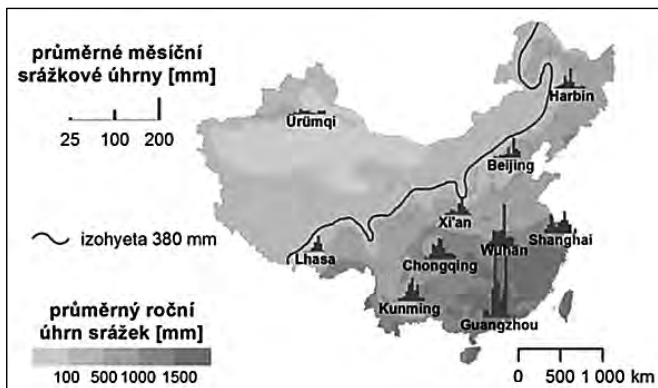 průměrné měsíční
srážkové úhrny [mm]
25 100 200
izohyeta 380 mm
průměrný roční
úhrn srážek [mm]
100 500 1000 1500
Ürümqi
Harbin
Beijing
Xi'an
Lhasa
Chongqing
Wuhan
Shanghai
Kunming
Guangzhou
0 500 1 000 km